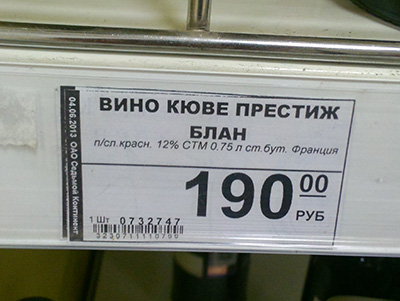 04.06.2013 ОАО Седьмой Континент
ВИНО КЮВЕ ПРЕСТИЖ
БЛАН
п/сл.красн. 12% СТМ 0.75 л ст.бут. Франция
190 00
РУБ
1 Шт 0732747